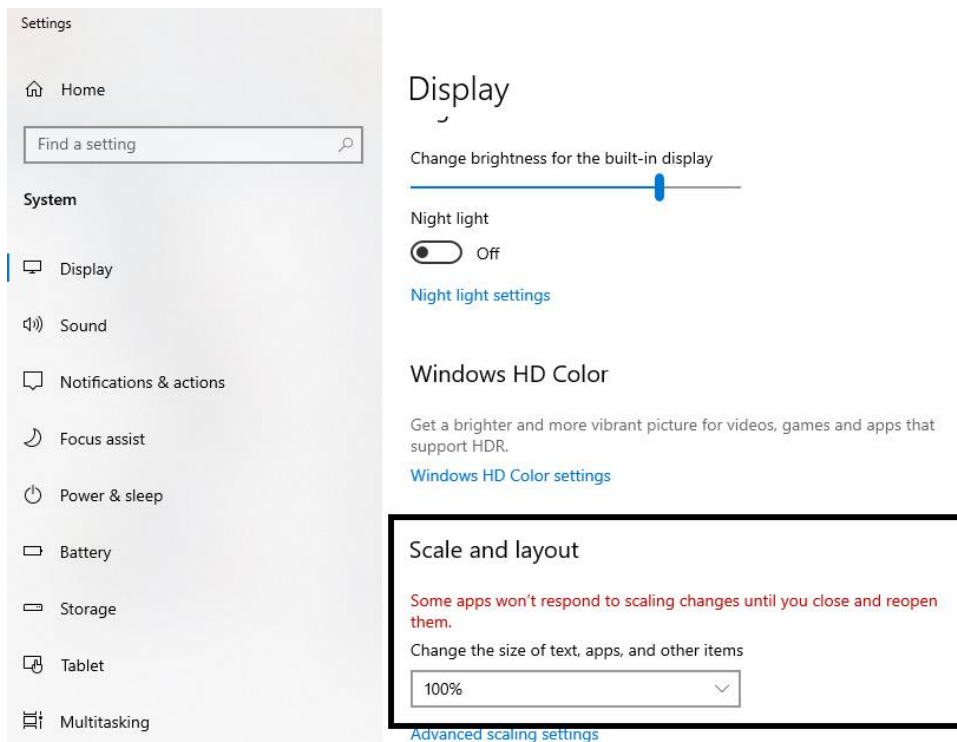 Settings
Home
Find a setting
System
Display
Sound
Notifications & actions
Focus assist
Power & sleep
Battery
Storage
Tablet
Multitasking
Display
Change brightness for the built-in display
Night light
Off
Night light settings
Windows HD Color
Get a brighter and more vibrant picture for videos, games and apps that
support HDR.
Windows HD Color settings
Scale and layout
Some apps won't respond to scaling changes until you close and reopen
them.
Change the size of text, apps, and other items
100%
Advanced scaling settings